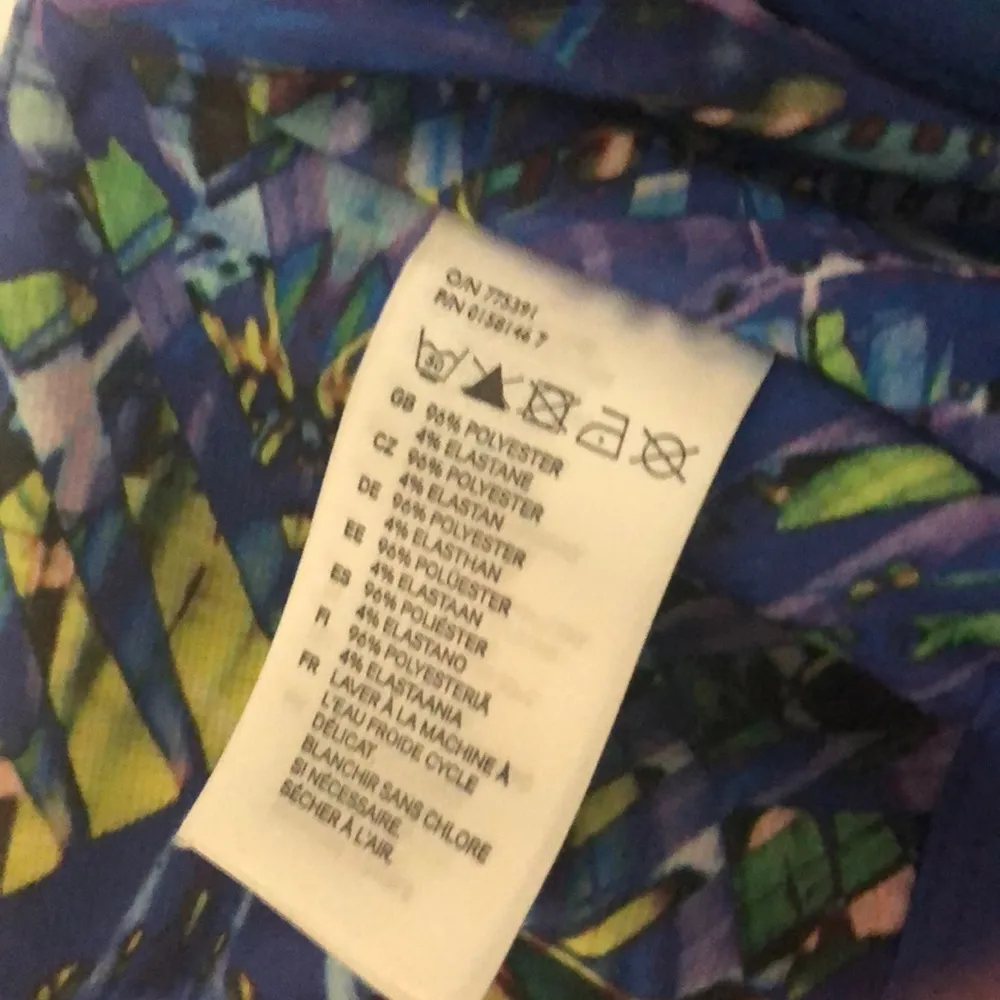 O/N 775391
P/N 0158146 7
30
GB 96% POLYESTER
4% ELASTANE
CZ 96% POLYESTER
4% ELASTAN
DE 96% POLYESTER
4% ELASTHAN
EE 96% POLÜESTER
4% ELASTAAN
ES 96% POLIÉSTER
4% ELASTANO
FI 96% POLYESTERIÄ
4% ELASTAANIA
FR LAVER À LA MACHINE À
L'EAU FROIDE CYCLE
DÉLICAT
BLANCHIR SANS CHLORE
SI NÉCESSAIRE.
SÉCHER À L'AIR.